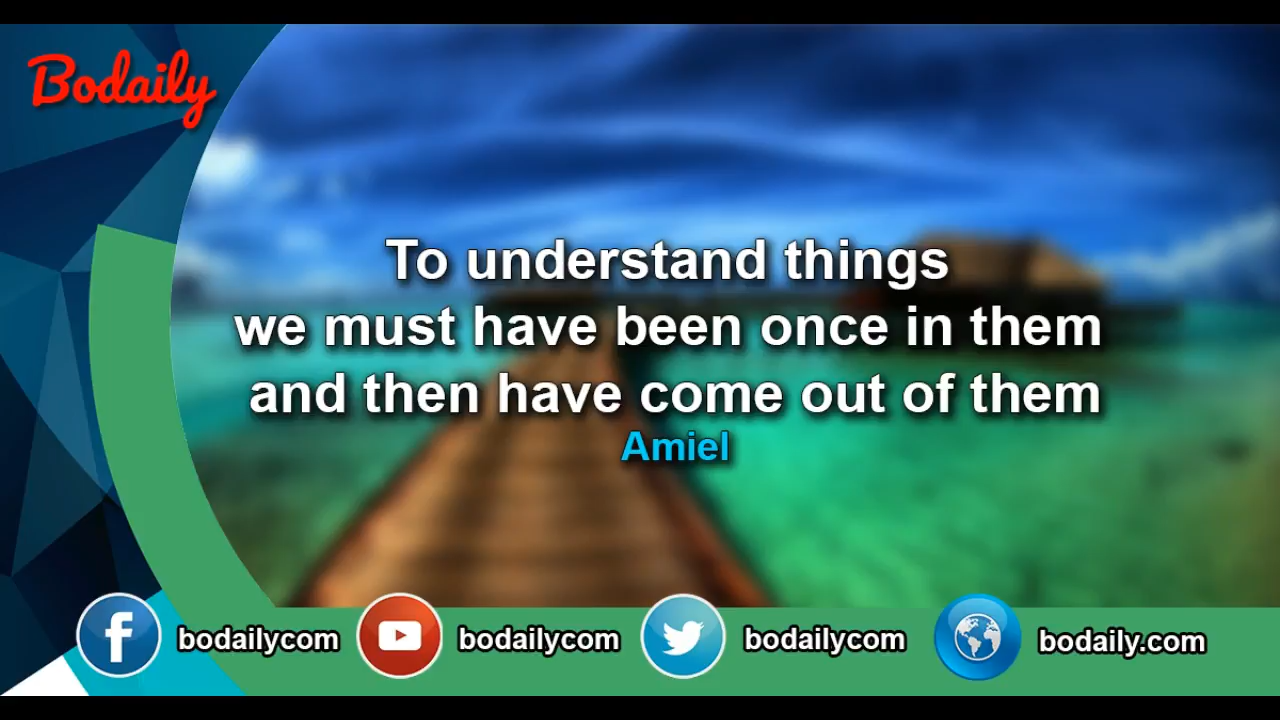 Bodaily
To understand things
we must have been once in them
and then have come out of them
Amiel
bodailycom
bodailycom
bodailycom
bodaily.com